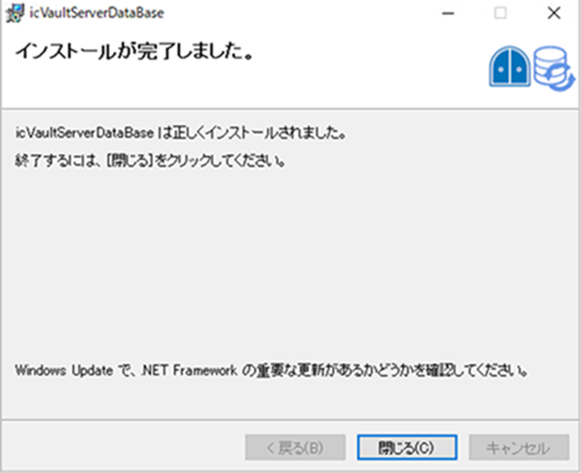 icVaultServerDataBase
インストールが完了しました。
icVaultServerDataBase は正しくインストールされました。
終了するには、[閉じる]をクリックしてください。
Windows Update で、.NET Framework の重要な更新があるかどうかを確認してください。
< 戻る(B)
閉じる(C)
キャンセル